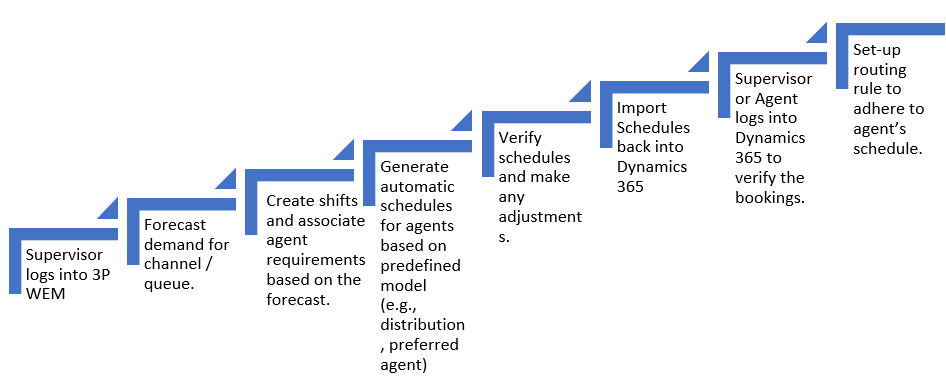 Supervisor
logs into 3P
WEM
Forecast
demand for
channel /
queue.
Create shifts
and associate
agent
requirements
based on the
forecast.
Generate
automatic
schedules
for agents
based on
predefined
model
(e.g.,
distribution
, preferred
agent)
Verify
schedules
and make
any
adjustment
s.
Import
Schedules
back into
Dynamics
365
Supervisor
or Agent
logs into
Dynamics
365 to
verify the
bookings.
Set-up
routing
rule to
adhere to
agent’s
schedule.